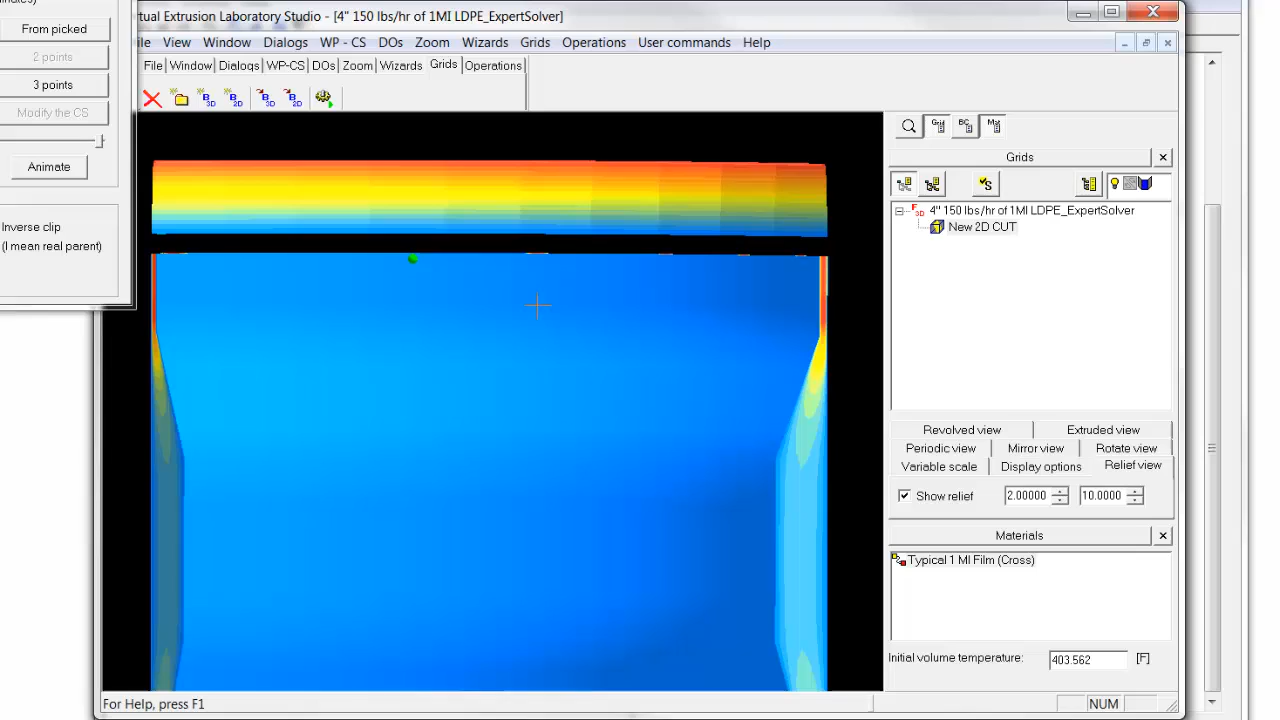 From picked
2 points
3 points
Modify the CS
Animate
Inverse clip
(I mean real parent)
rtual Extrusion Laboratory Studio - [4" 150 lbs/hr of 1MI LDPE_ExpertSolver]
ile View Window Dialogs WP - CS DOs Zoom Wizards Grids Operations User commands Help
File Window Dialogs WP-CS DOs Zoom Wizards Grids Operations
Grids
4" 150 lbs/hr of 1MI LDPE_ExpertSolver
New 2D CUT
Revolved view Extruded view
Periodic view Mirror view Rotate view
Variable scale Display options Relief view
Show relief 2.00000 10.0000
Materials
Typical 1 MI Film (Cross)
Initial volume temperature: 403.562 [F]
For Help, press F1 NUM